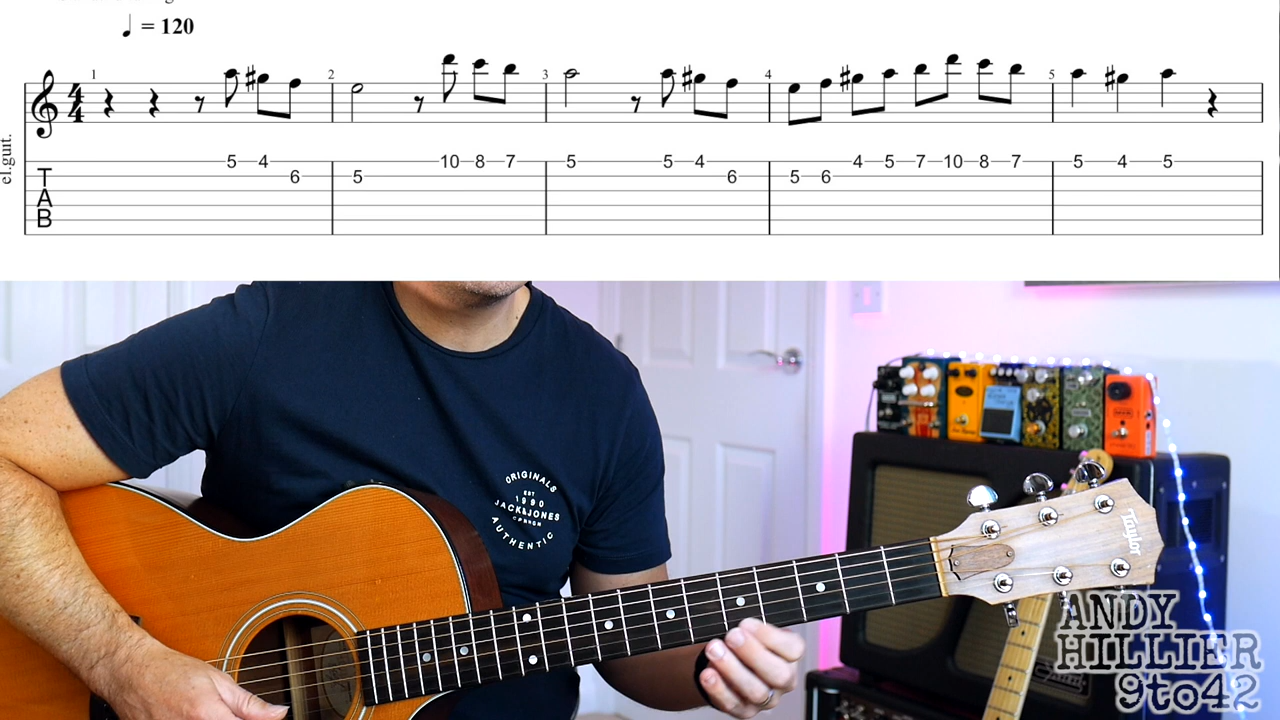 = 120
1 2 3 4 5
el.guit.
4
4
T
A
B
5 4 6 5 10 8 7 5 5 4 6 5 6 4 5 7 10 8 7 5 4 5
ORIGINALS
EST
1990
JACK&JONES
AUTHENTIC
Taylor
ANDY
HILLIER
9to42